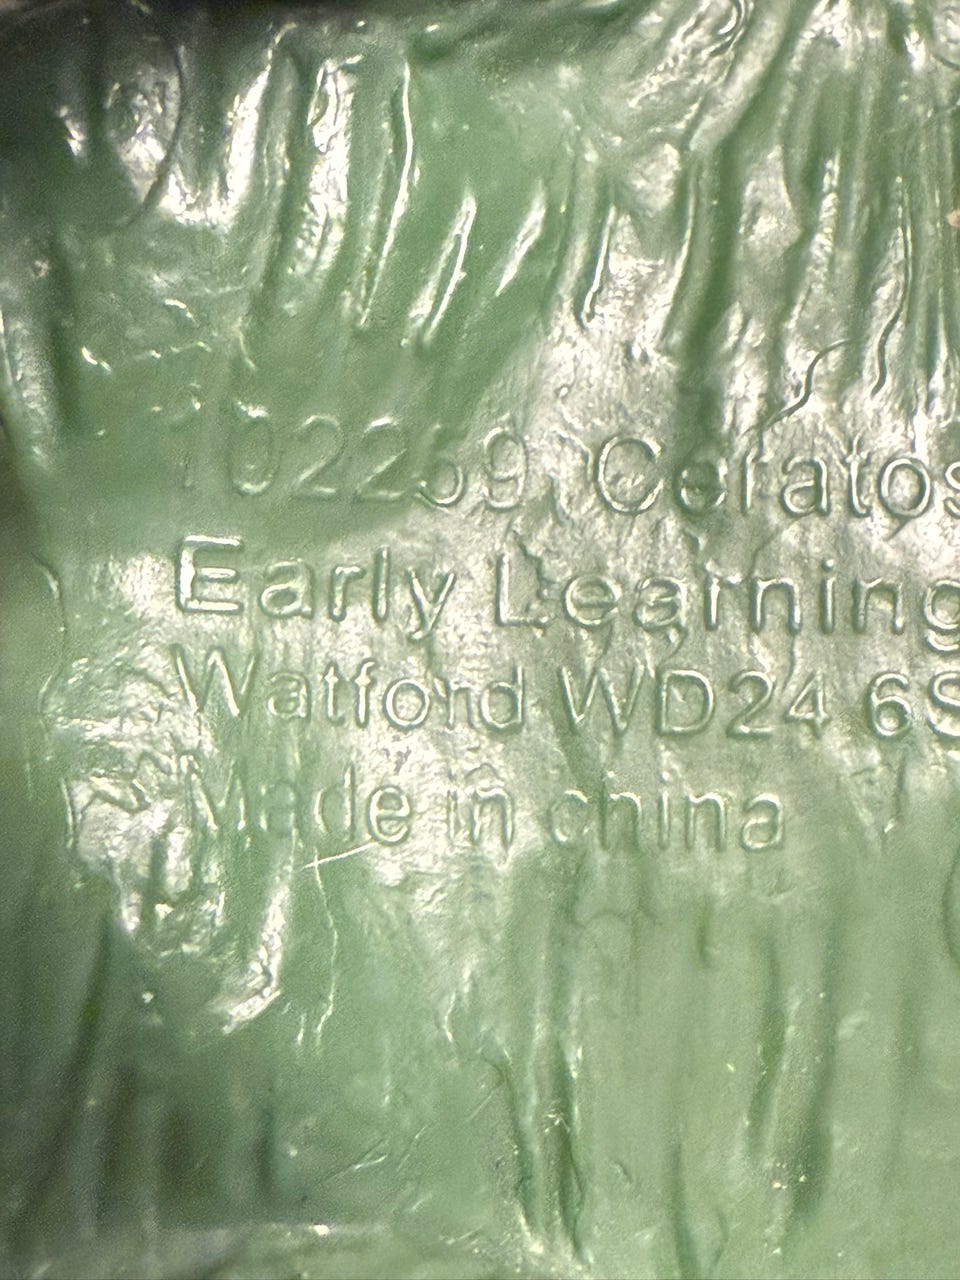 102269 Ceratos
Early Learning
Watford WD24 6S
Made in china